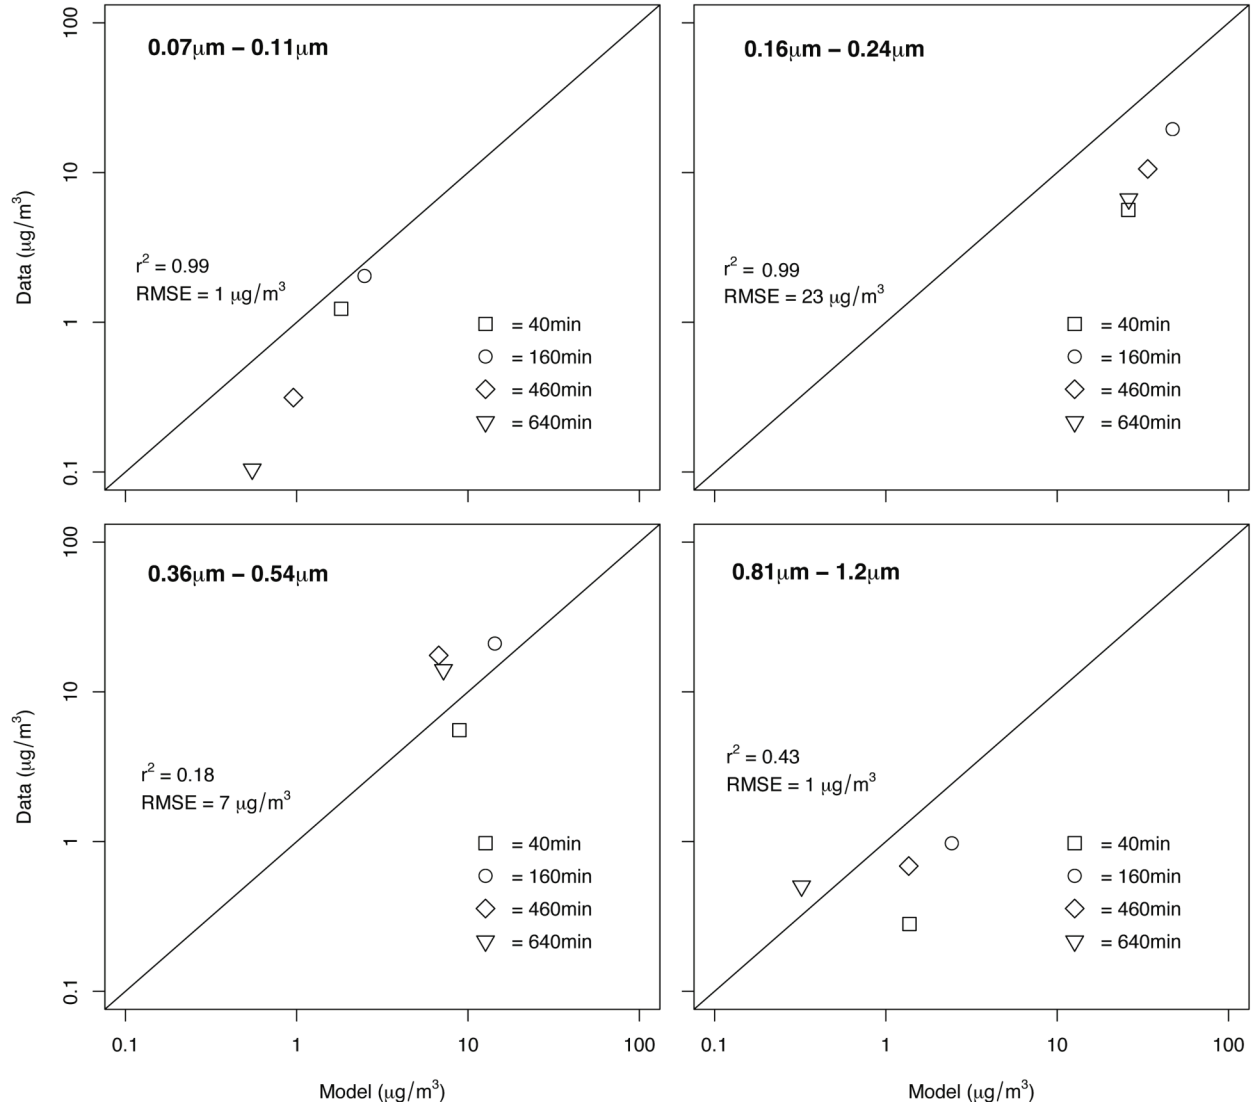 0.07μm – 0.11μm
100
10
1
0.1
Data (μg/m³)
r² = 0.99
RMSE = 1 μg/m³
= 40min
= 160min
= 460min
= 640min
0.16μm – 0.24μm
r² = 0.99
RMSE = 23 μg/m³
= 40min
= 160min
= 460min
= 640min
0.36μm – 0.54μm
100
10
1
0.1
Data (μg/m³)
r² = 0.18
RMSE = 7 μg/m³
= 40min
= 160min
= 460min
= 640min
0.1 1 10 100
Model (μg/m³)
0.81μm – 1.2μm
r² = 0.43
RMSE = 1 μg/m³
= 40min
= 160min
= 460min
= 640min
0.1 1 10 100
Model (μg/m³)